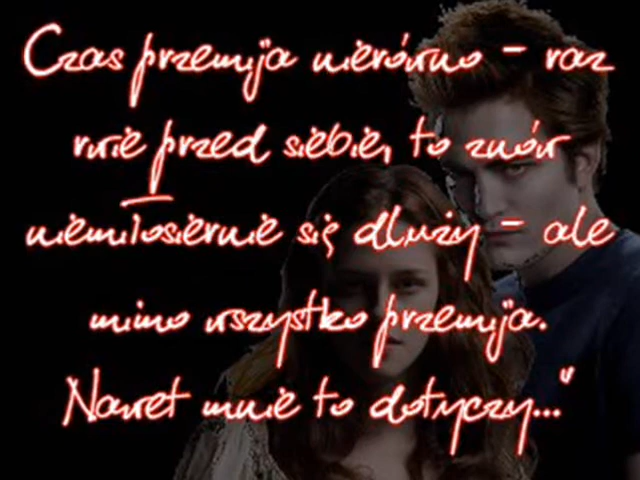 Czas przemija nierówno - raz
rwie przed siebie, to znów
niemiłosiernie się dłuży - ale
mimo wszystko przemija.
Nawet mnie to dotyczy..."